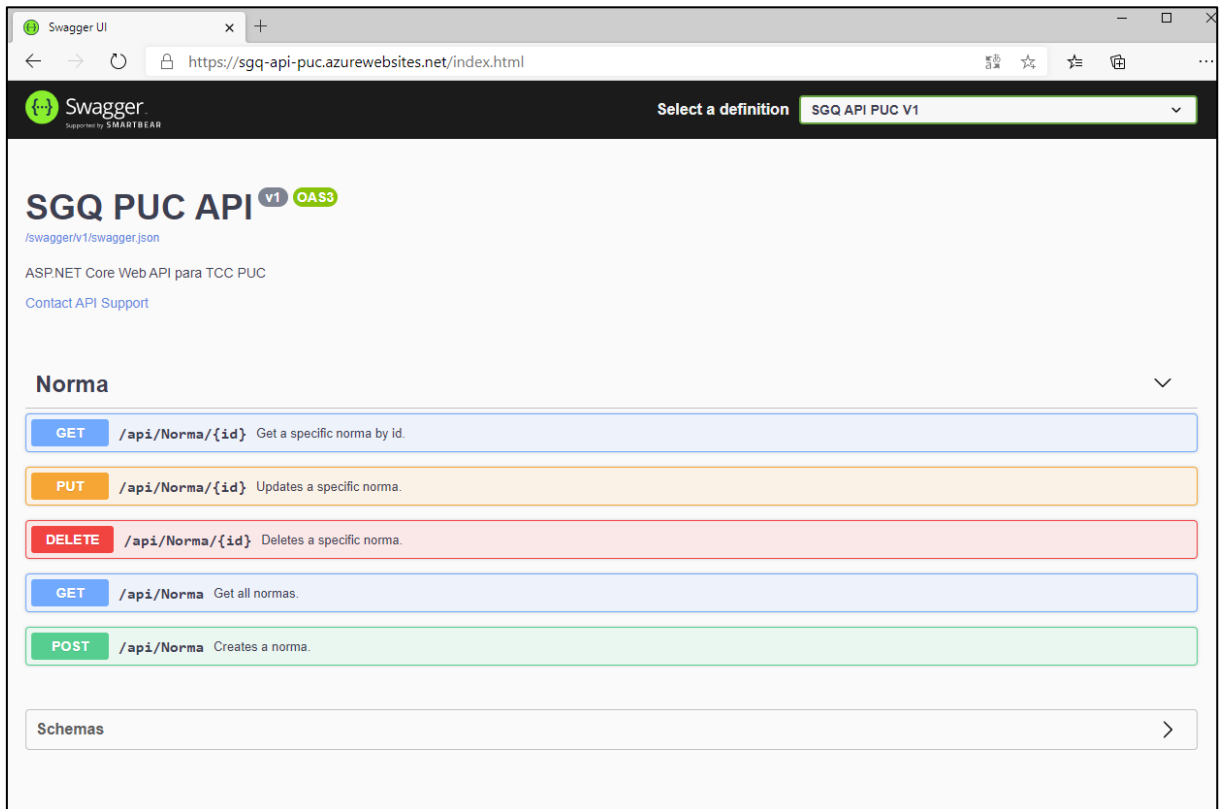 Swagger UI
https://sgq-api-puc.azurewebsites.net/index.html
Swagger.
Supported by SMARTBEAR
Select a definition
SGQ API PUC V1
SGQ PUC API v1 OAS3
/swagger/v1/swagger.json
ASP.NET Core Web API para TCC PUC
Contact API Support
Norma
GET /api/Norma/{id} Get a specific norma by id.
PUT /api/Norma/{id} Updates a specific norma.
DELETE /api/Norma/{id} Deletes a specific norma.
GET /api/Norma Get all normas.
POST /api/Norma Creates a norma.
Schemas